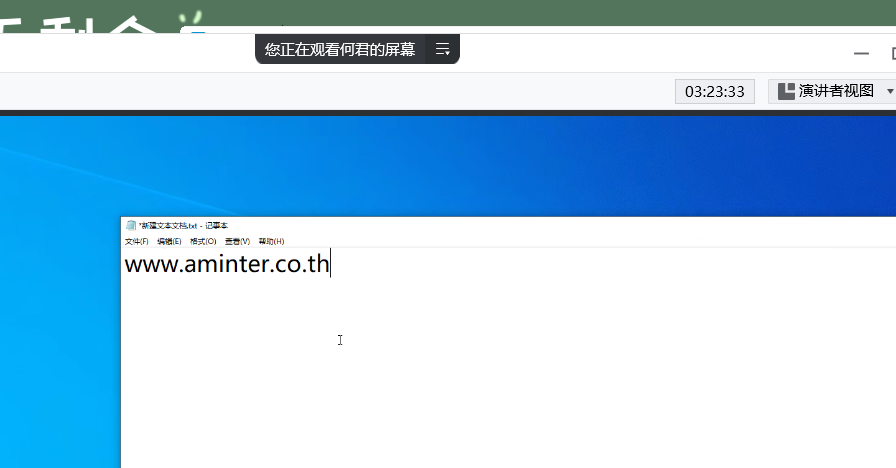 您正在观看何君的屏幕
03:23:33
演讲者视图
*新建文本文档.txt - 记事本
文件(F) 编辑(E) 格式(O) 查看(V) 帮助(H)
www.aminter.co.th